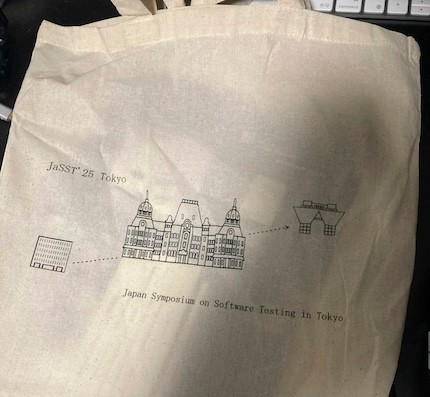 JaSST'25 Tokyo
Japan Symposium on Software Testing in Tokyo